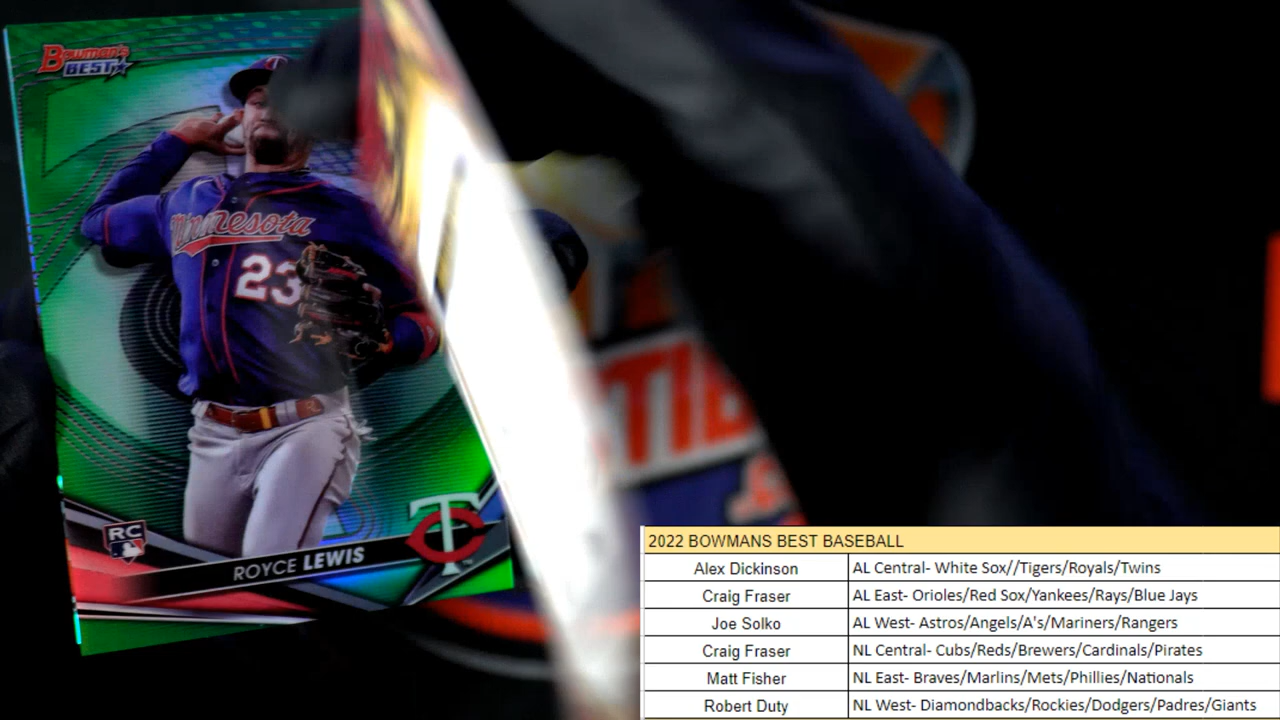 Bowman's
BEST
Minnesota
23
RC
ROYCE LEWIS
2022 BOWMANS BEST BASEBALL
Alex Dickinson AL Central- White Sox//Tigers/Royals/Twins
Craig Fraser AL East- Orioles/Red Sox/Yankees/Rays/Blue Jays
Joe Solko AL West- Astros/Angels/A's/Mariners/Rangers
Craig Fraser NL Central- Cubs/Reds/Brewers/Cardinals/Pirates
Matt Fisher NL East- Braves/Marlins/Mets/Phillies/Nationals
Robert Duty NL West- Diamondbacks/Rockies/Dodgers/Padres/Giants